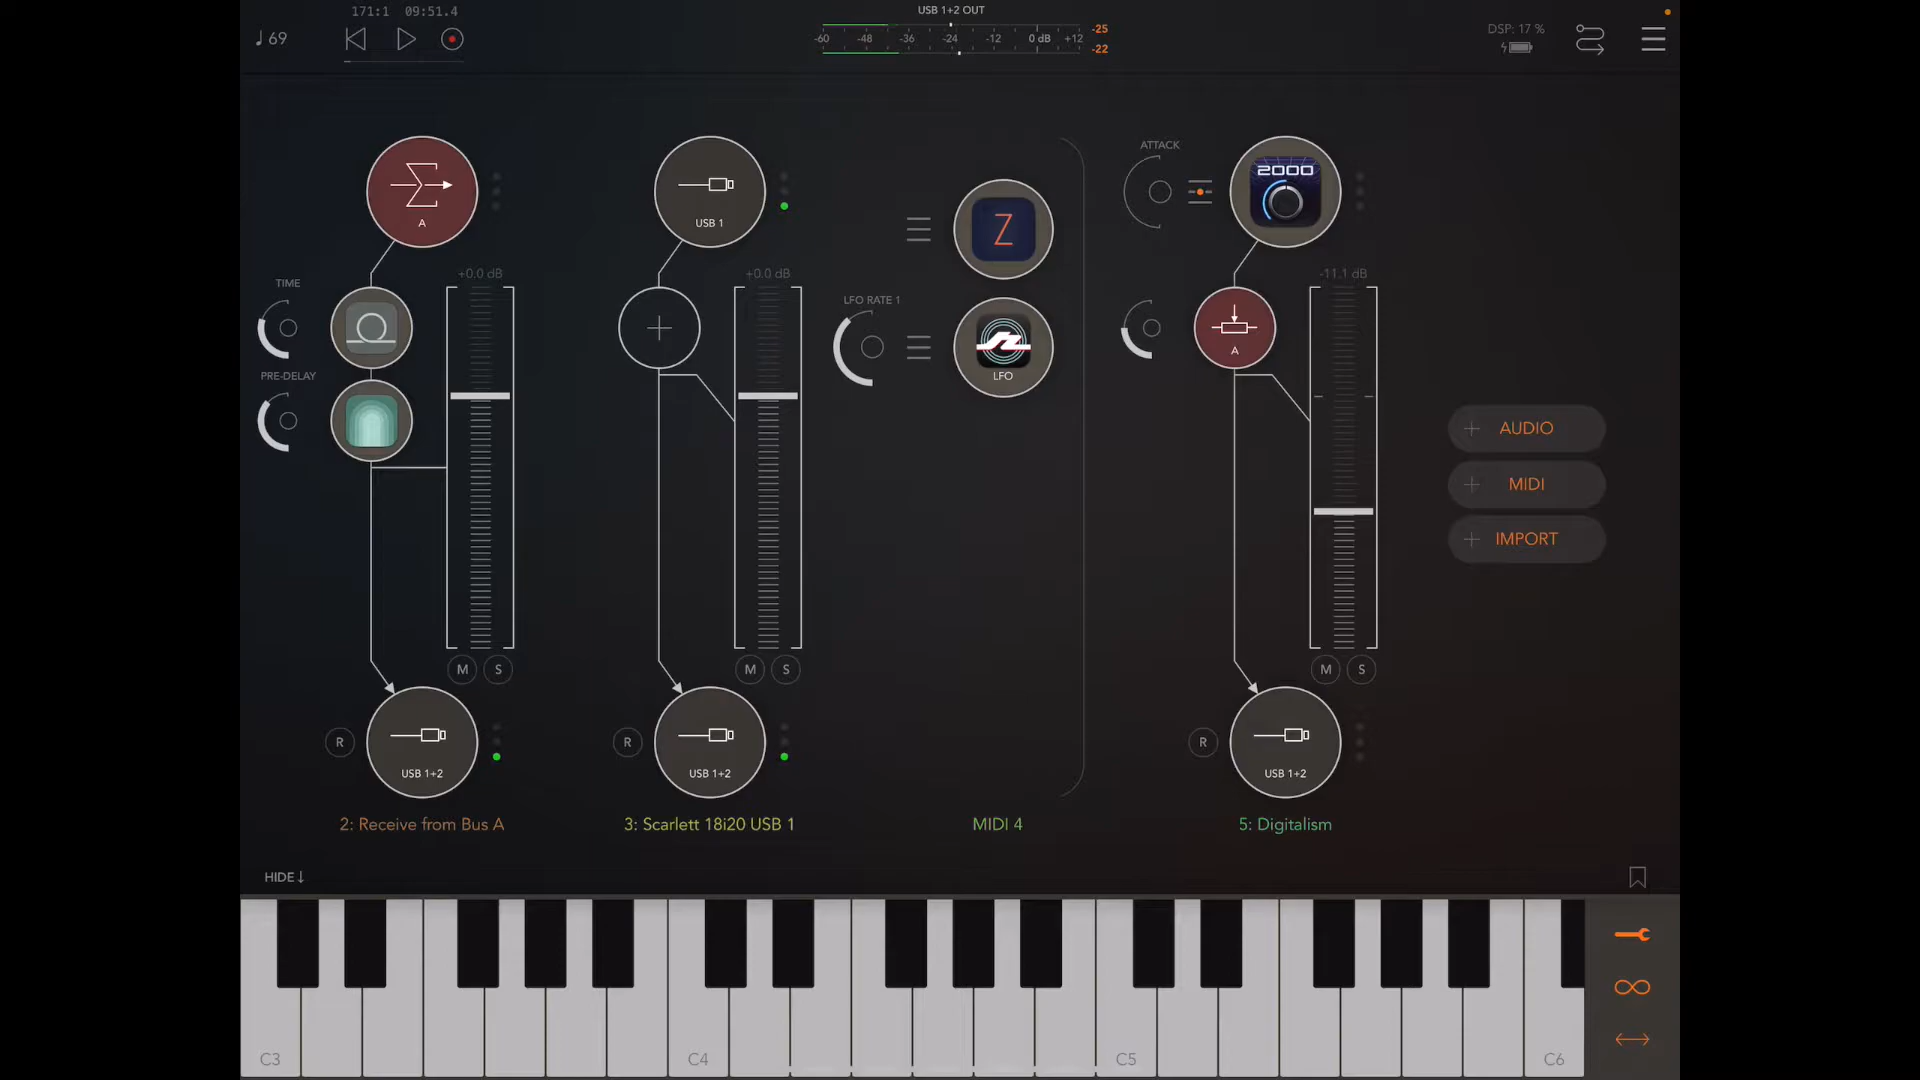 171:1 09:51.4
♩69
USB 1+2 OUT
-60 -48 -36 -24 -12 0 dB +12
-25
-22
DSP: 17 %
A
USB 1
Z
ATTACK
2000
TIME
+0.0 dB
+0.0 dB
LFO RATE 1
LFO
-11.1 dB
A
PRE-DELAY
+ AUDIO
+ MIDI
+ IMPORT
M S
M S
M S
R
USB 1+2
R
USB 1+2
R
USB 1+2
2: Receive from Bus A
3: Scarlett 18i20 USB 1
MIDI 4
5: Digitalism
HIDE↓
C3
C4
C5
C6